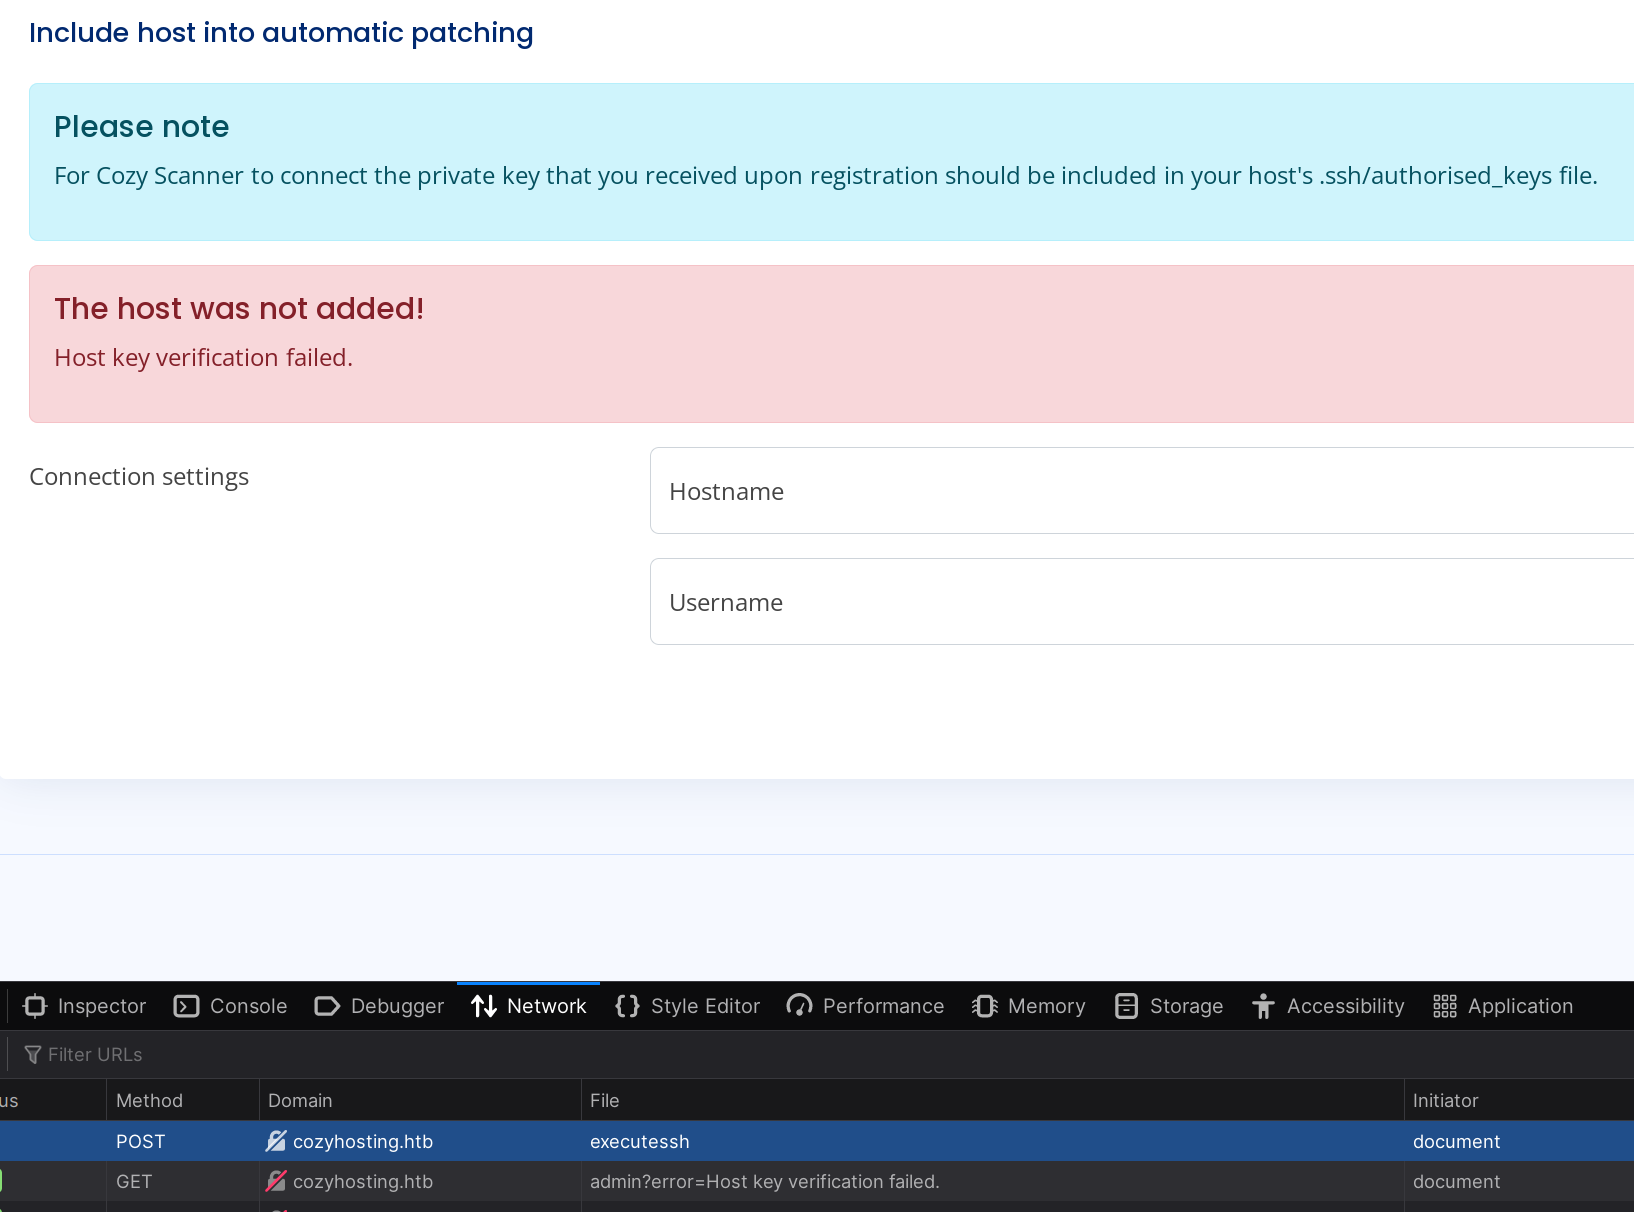 Include host into automatic patching
Please note
For Cozy Scanner to connect the private key that you received upon registration should be included in your host's .ssh/authorised_keys file.
The host was not added!
Host key verification failed.
Connection settings
Hostname
Username
Inspector Console Debugger Network Style Editor Performance Memory Storage Accessibility Application
Filter URLs
us Method Domain File Initiator
POST cozyhosting.htb executessh document
GET cozyhosting.htb admin?error=Host key verification failed. document